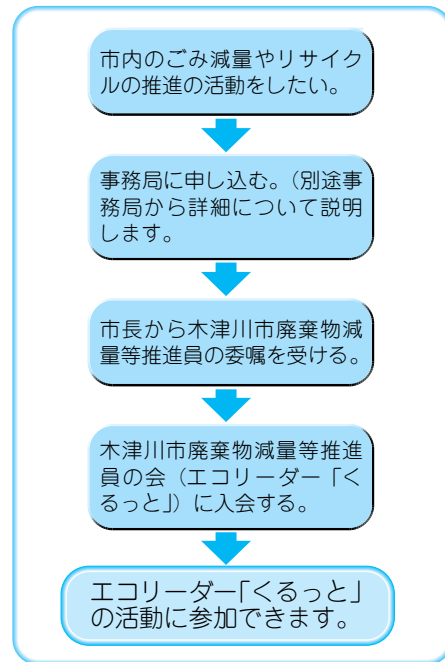 市内のごみ減量やリサイク
ルの推進の活動をしたい。
事務局に申し込む。（別途事
務局から詳細について説明
します。
市長から木津川市廃棄物減
量等推進員の委嘱を受ける。
木津川市廃棄物減量等推進
員の会（エコリーダー「く
るっと」）に入会する。
エコリーダー「くるっと」
の活動に参加できます。